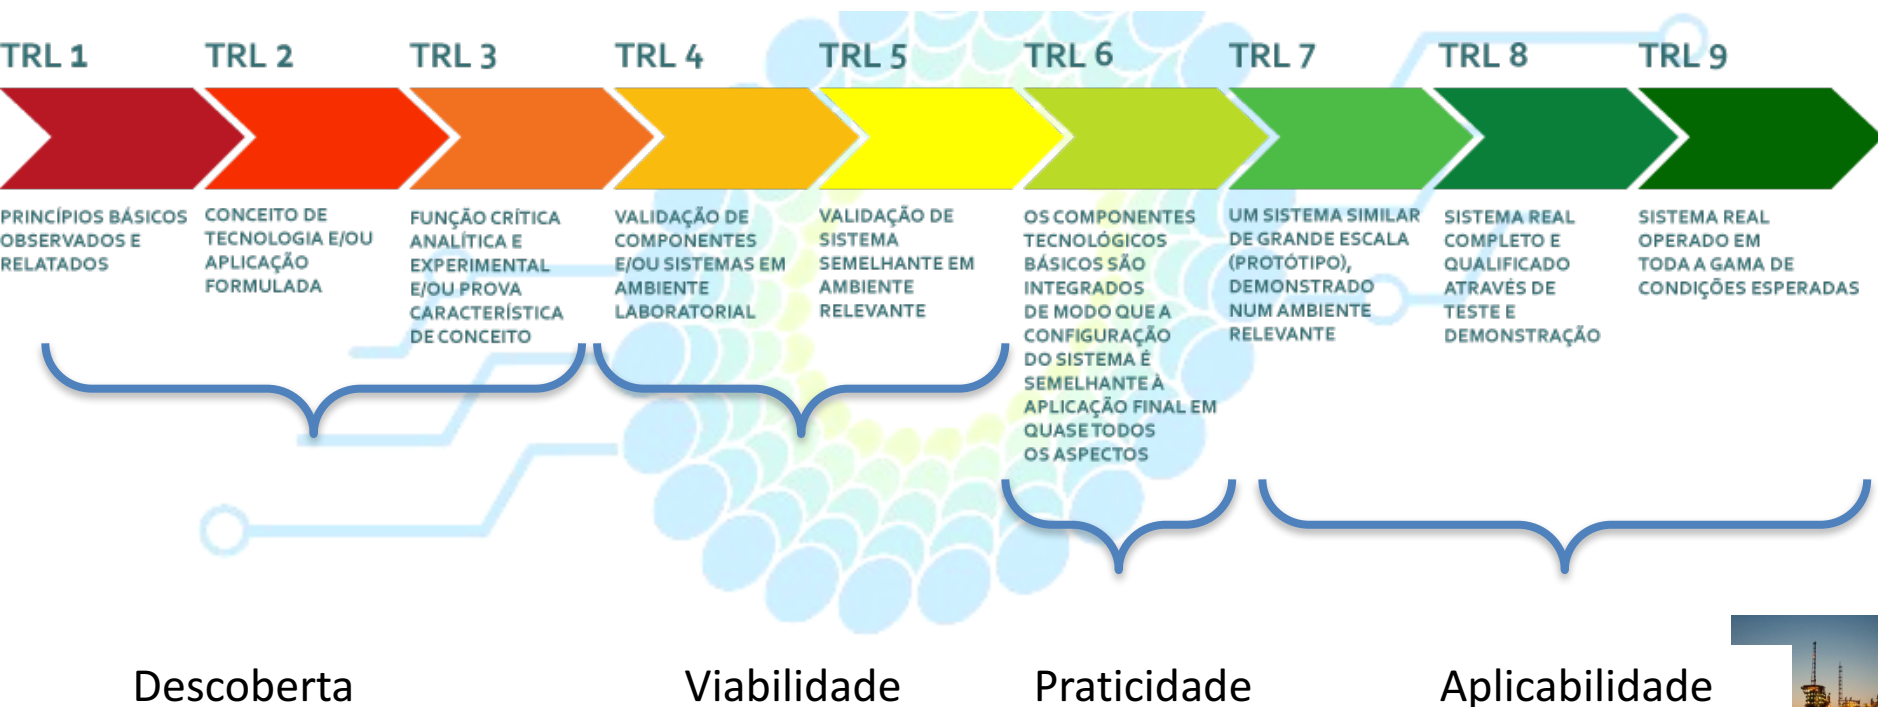 TRL 1
TRL 2
TRL 3
TRL 4
TRL 5
TRL 6
TRL 7
TRL 8
TRL 9
PRINCÍPIOS BÁSICOS
OBSERVADOS E
RELATADOS
CONCEITO DE
TECNOLOGIA E/OU
APLICAÇÃO
FORMULADA
FUNÇÃO CRÍTICA
ANALÍTICA E
EXPERIMENTAL
E/OU PROVA
CARACTERÍSTICA
DE CONCEITO
VALIDAÇÃO DE
COMPONENTES
E/OU SISTEMAS EM
AMBIENTE
LABORATORIAL
VALIDAÇÃO DE
SISTEMA
SEMELHANTE EM
AMBIENTE
RELEVANTE
OS COMPONENTES
TECNOLÓGICOS
BÁSICOS SÃO
INTEGRADOS
DE MODO QUE A
CONFIGURAÇÃO
DO SISTEMA É
SEMELHANTE À
APLICAÇÃO FINAL EM
QUASE TODOS
OS ASPECTOS
UM SISTEMA SIMILAR
DE GRANDE ESCALA
(PROTÓTIPO),
DEMONSTRADO
NUM AMBIENTE
RELEVANTE
SISTEMA REAL
COMPLETO E
QUALIFICADO
ATRAVÉS DE
TESTE E
DEMONSTRAÇÃO
SISTEMA REAL
OPERADO EM
TODA A GAMA DE
CONDIÇÕES ESPERADAS
Descoberta
Viabilidade
Praticidade
Aplicabilidade